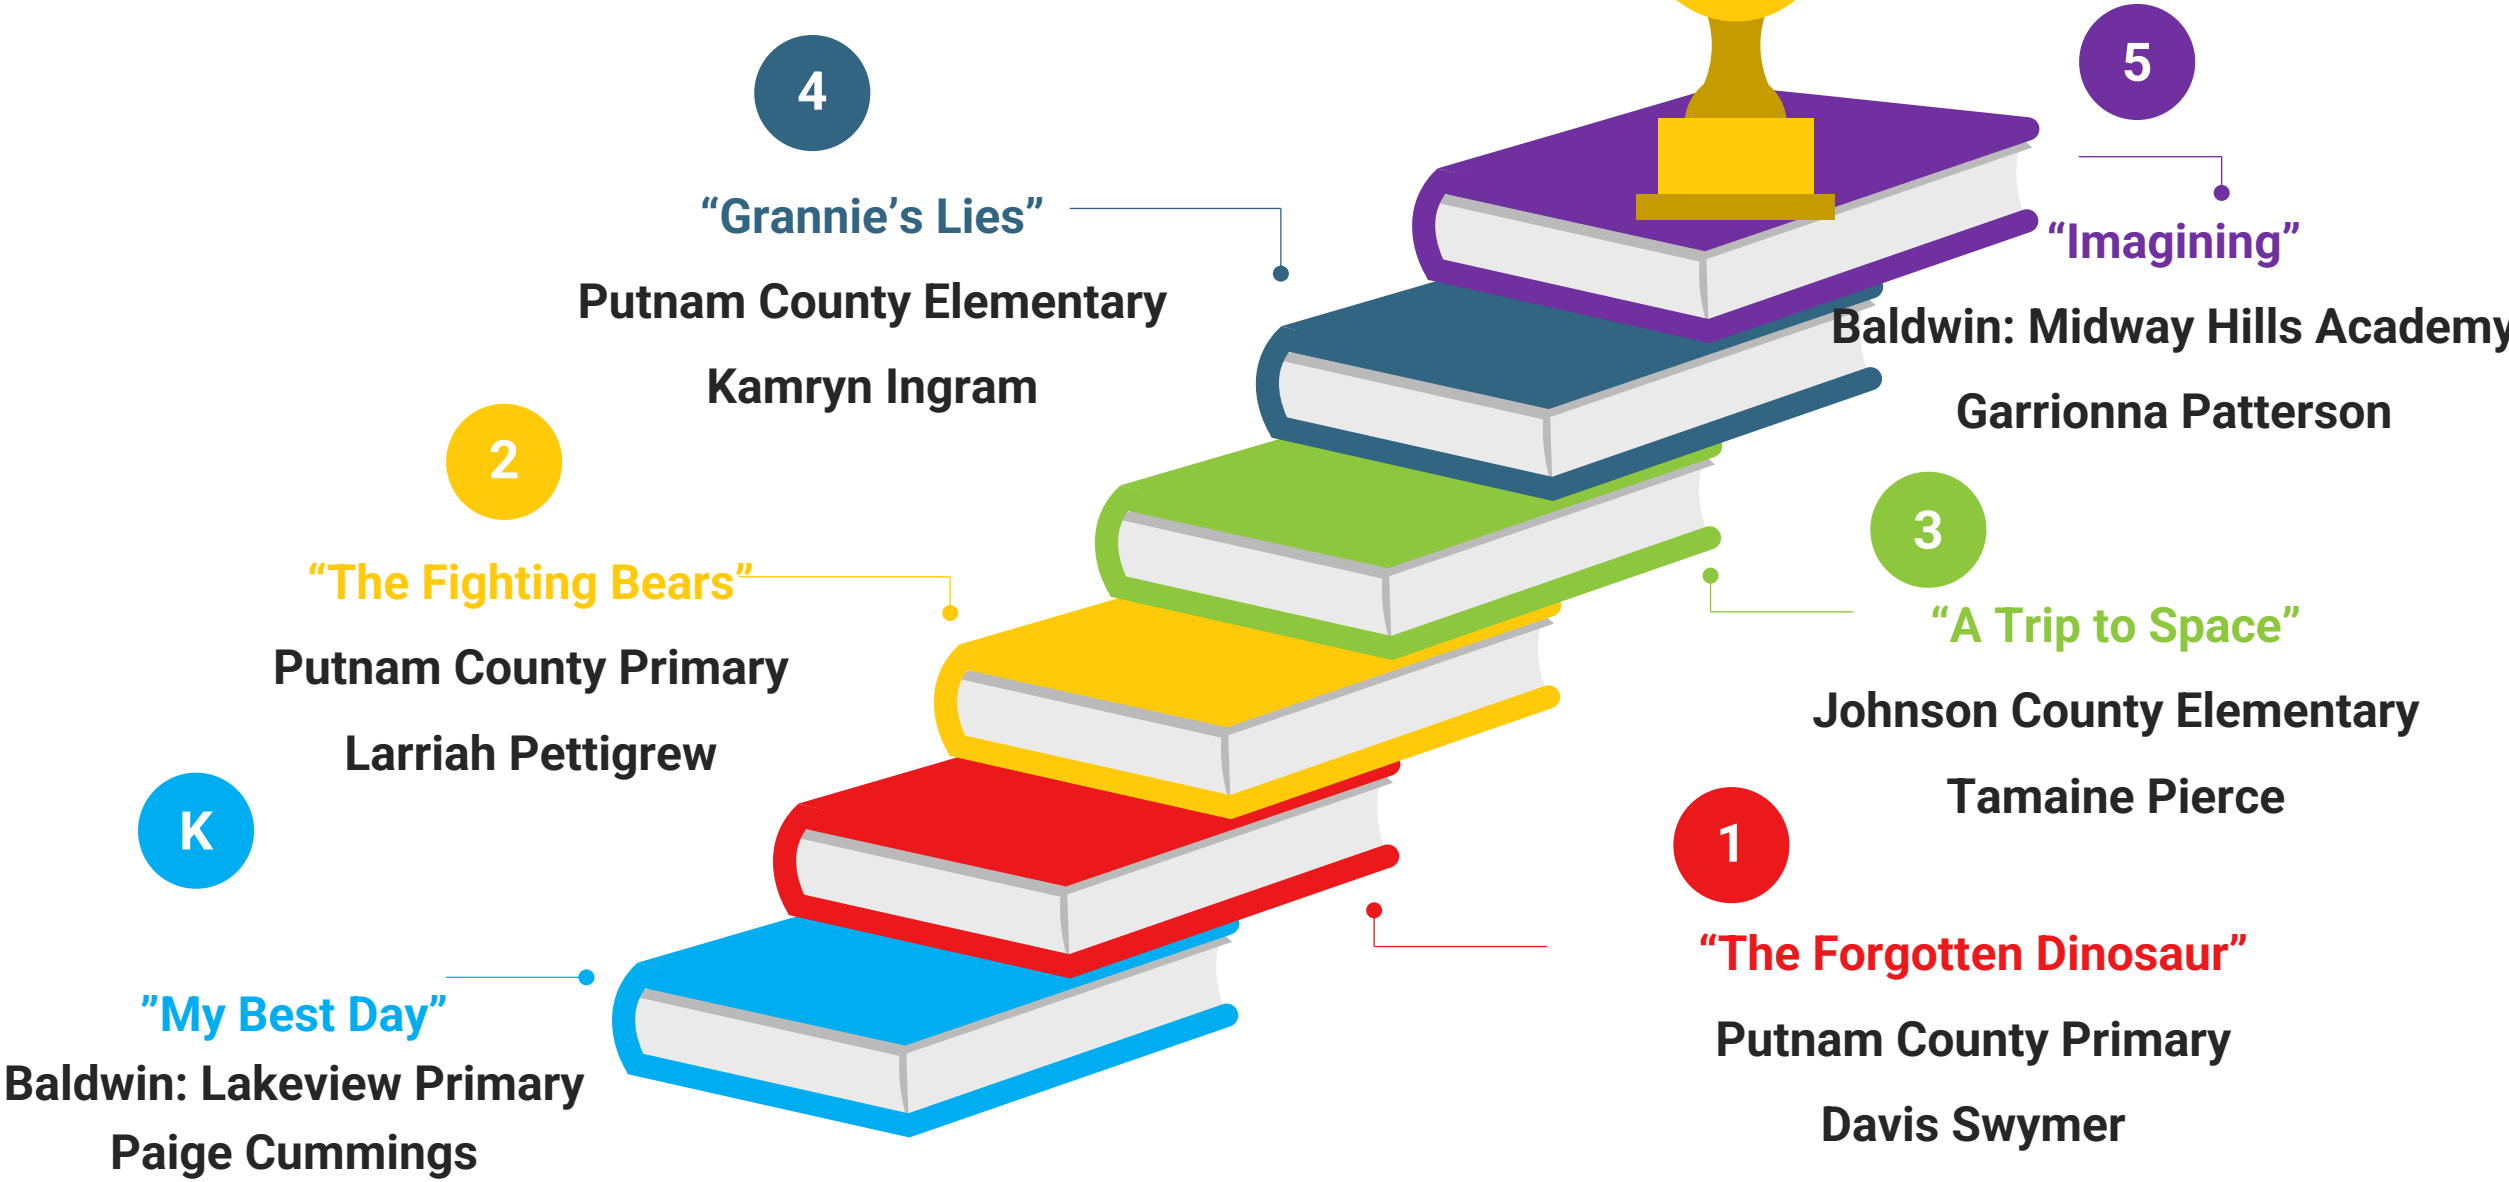 4
“Grannie’s Lies”
Putnam County Elementary
Kamryn Ingram
5
“Imagining”
Baldwin: Midway Hills Academy
Garrionna Patterson
2
“The Fighting Bears”
Putnam County Primary
Larriah Pettigrew
3
“A Trip to Space”
Johnson County Elementary
Tamaine Pierce
K
”My Best Day”
Baldwin: Lakeview Primary
Paige Cummings
1
“The Forgotten Dinosaur”
Putnam County Primary
Davis Swymer